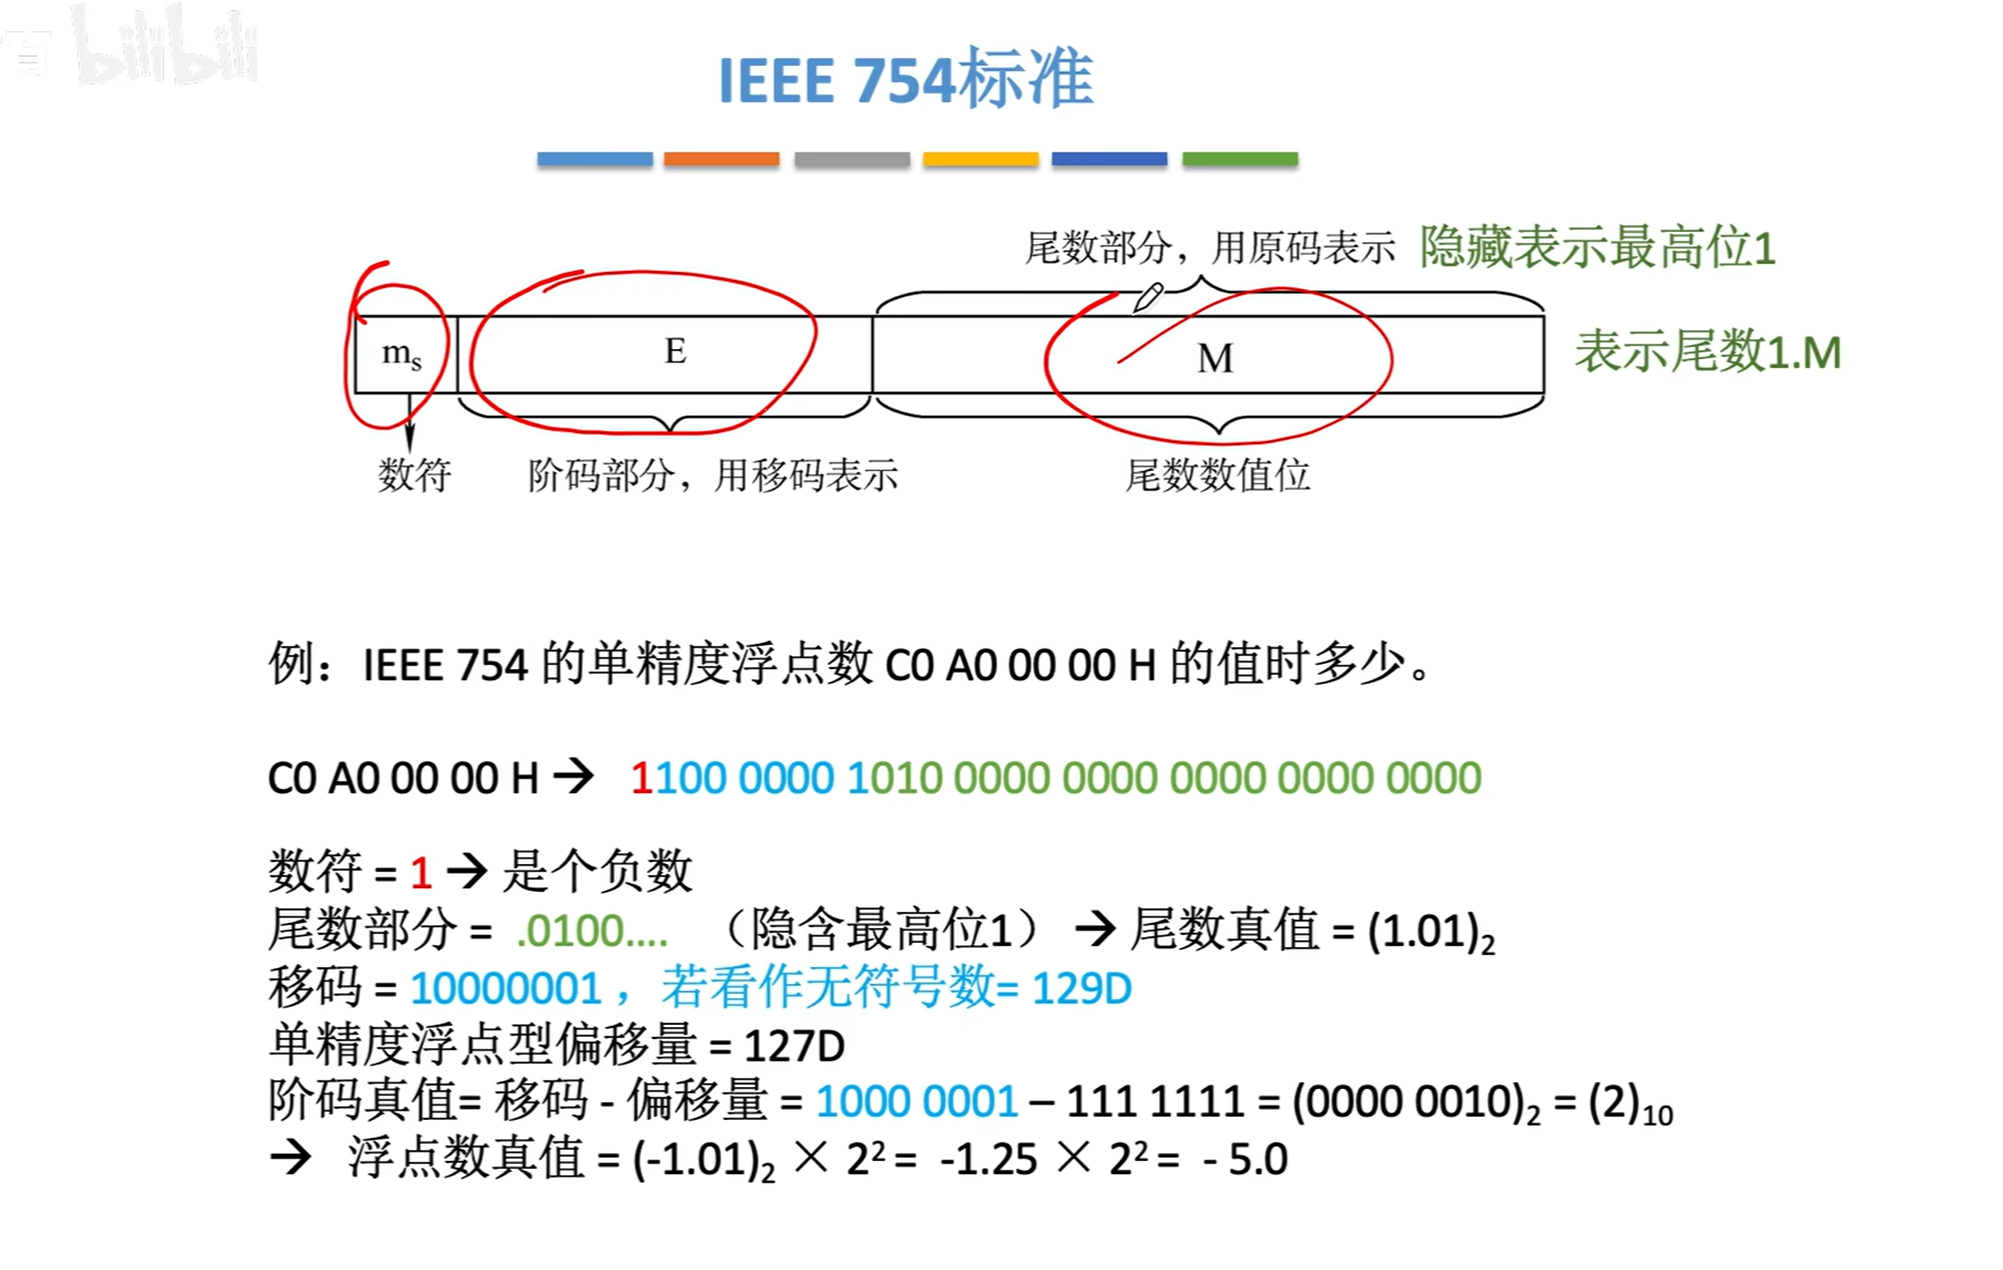 bilibili
IEEE 754标准
尾数部分，用原码表示 隐藏表示最高位1
mₛ E M 表示尾数1.M
数符 阶码部分，用移码表示 尾数数值位
例：IEEE 754 的单精度浮点数 C0 A0 00 00 H 的值时多少。
C0 A0 00 00 H → 1100 0000 1010 0000 0000 0000 0000 0000
数符 = 1 → 是个负数
尾数部分 = .0100.... （隐含最高位1） → 尾数真值 = (1.01)₂
移码 = 10000001 ，若看作无符号数= 129D
单精度浮点型偏移量 = 127D
阶码真值= 移码 - 偏移量 = 1000 0001 – 111 1111 = (0000 0010)₂ = (2)₁₀
→ 浮点数真值 = (-1.01)₂ × 2² = -1.25 × 2² = - 5.0